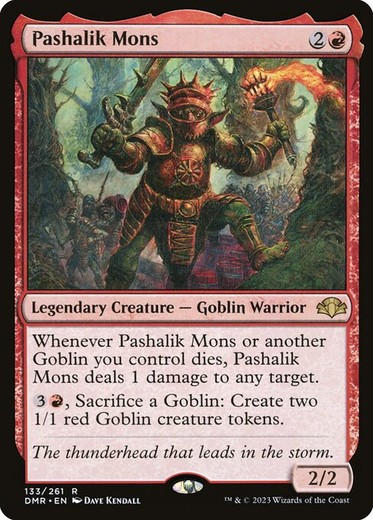 Pashalik Mons 2
Legendary Creature — Goblin Warrior
Whenever Pashalik Mons or another
Goblin you control dies, Pashalik
Mons deals 1 damage to any target.
3, Sacrifice a Goblin: Create two
1/1 red Goblin creature tokens.
The thunderhead that leads in the storm.
2/2
133/261 R
DMR • EN Dave Kendall
™ & © 2023 Wizards of the Coast